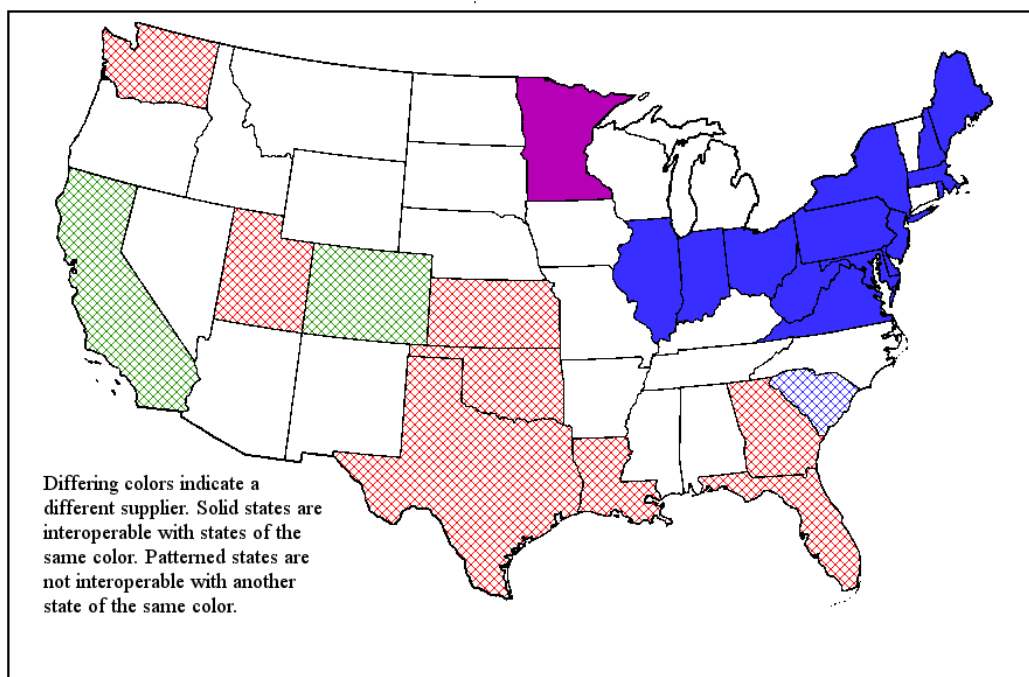 Differing colors indicate a
different supplier. Solid states are
interoperable with states of the
same color. Patterned states are
not interoperable with another
state of the same color.